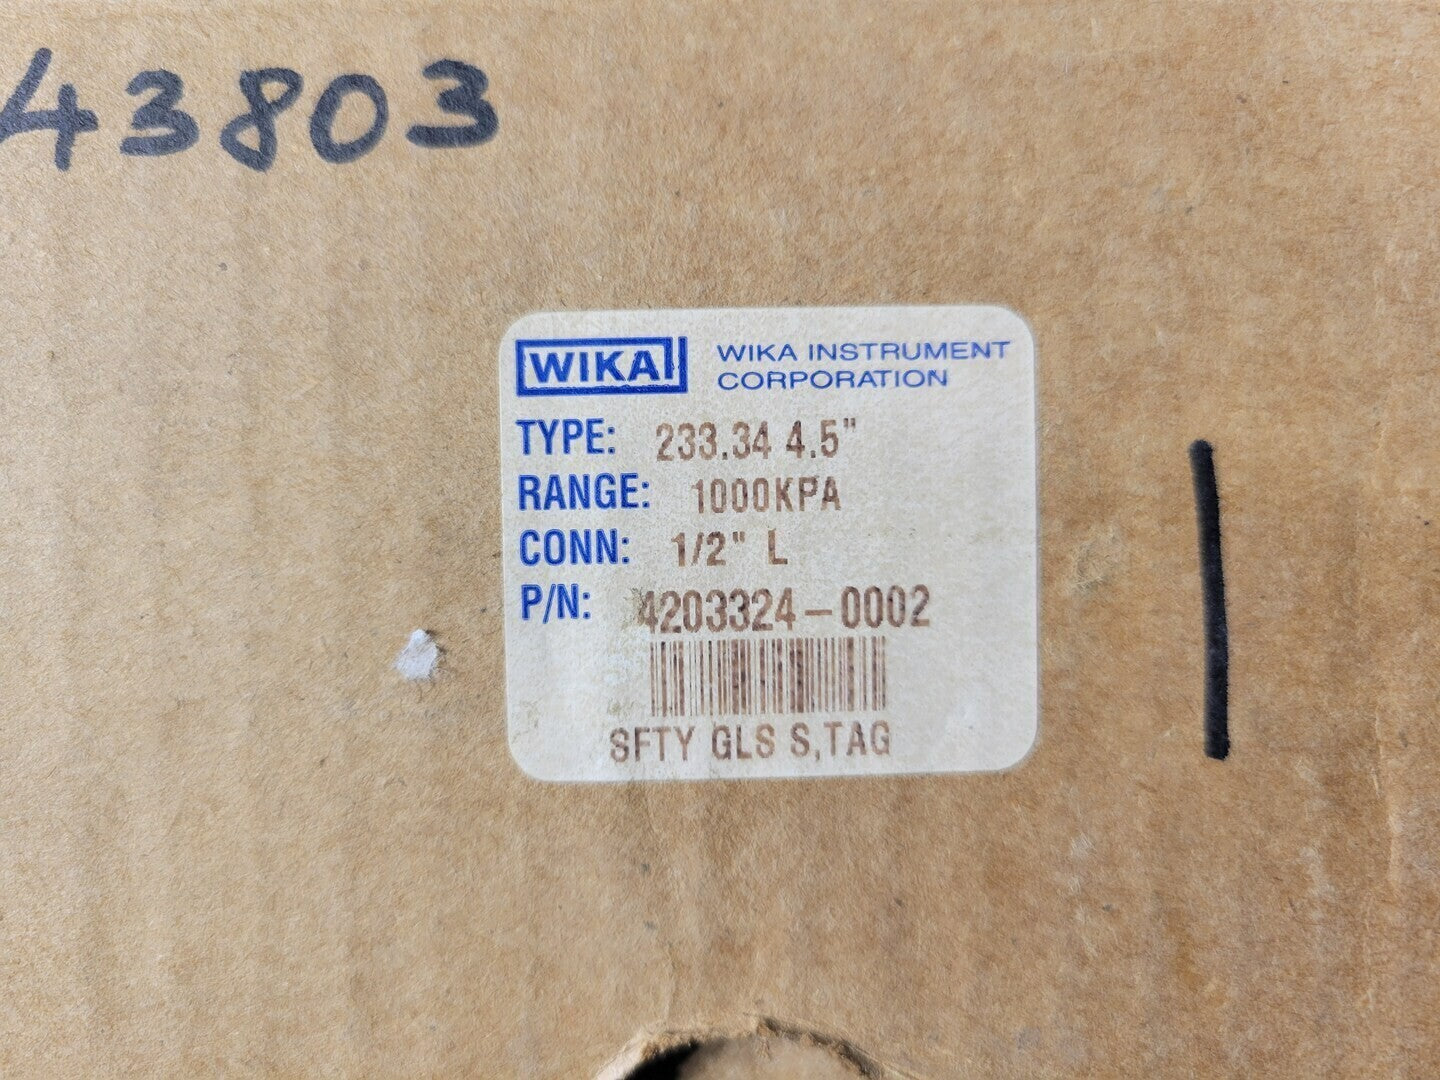 43803
WIKA
WIKA INSTRUMENT
CORPORATION
TYPE: 233.34 4.5"
RANGE: 1000KPA
CONN: 1/2" L
P/N: 4203324-0002
SFTY GLS S,TAG